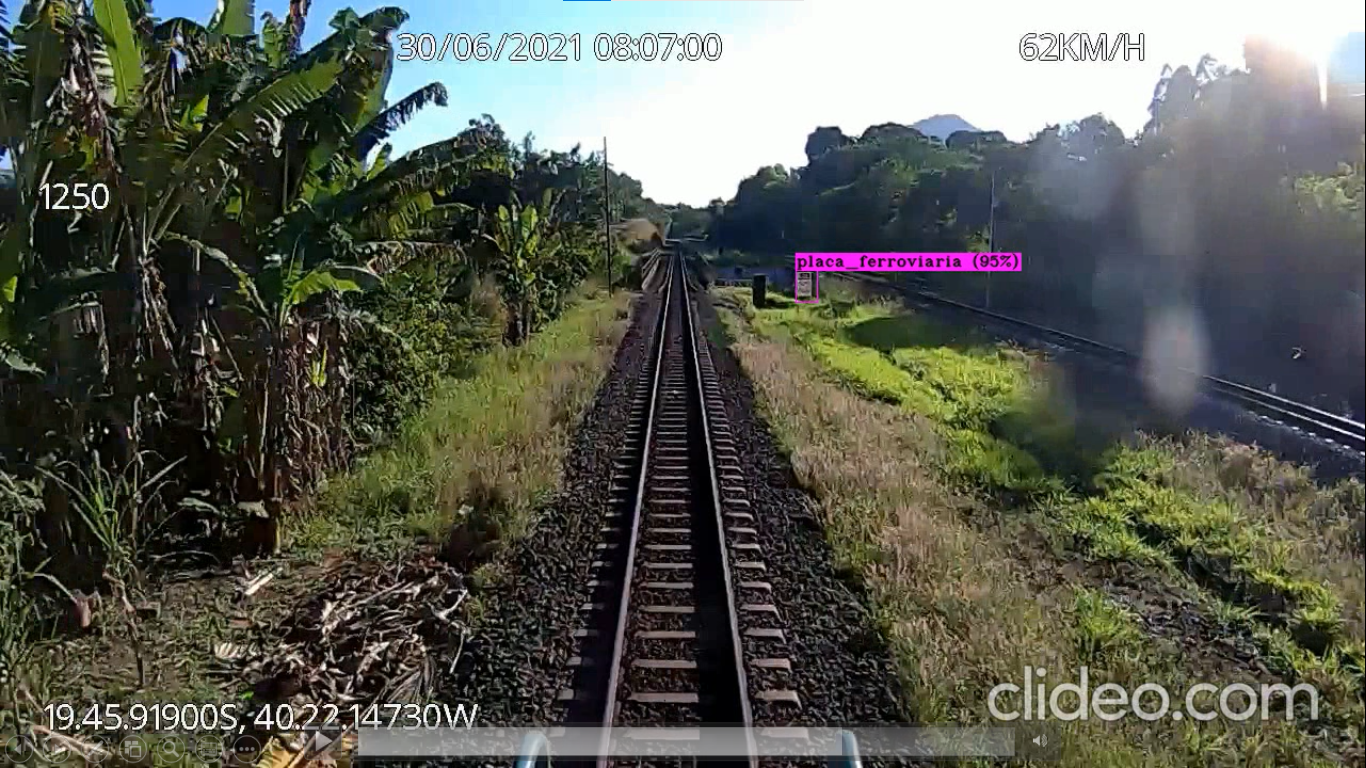 30/06/2021 08:07:00
62KM/H
1250
placa_ferroviaria (95%)
19.45.91900S, 40.22.14730W
clideo.com